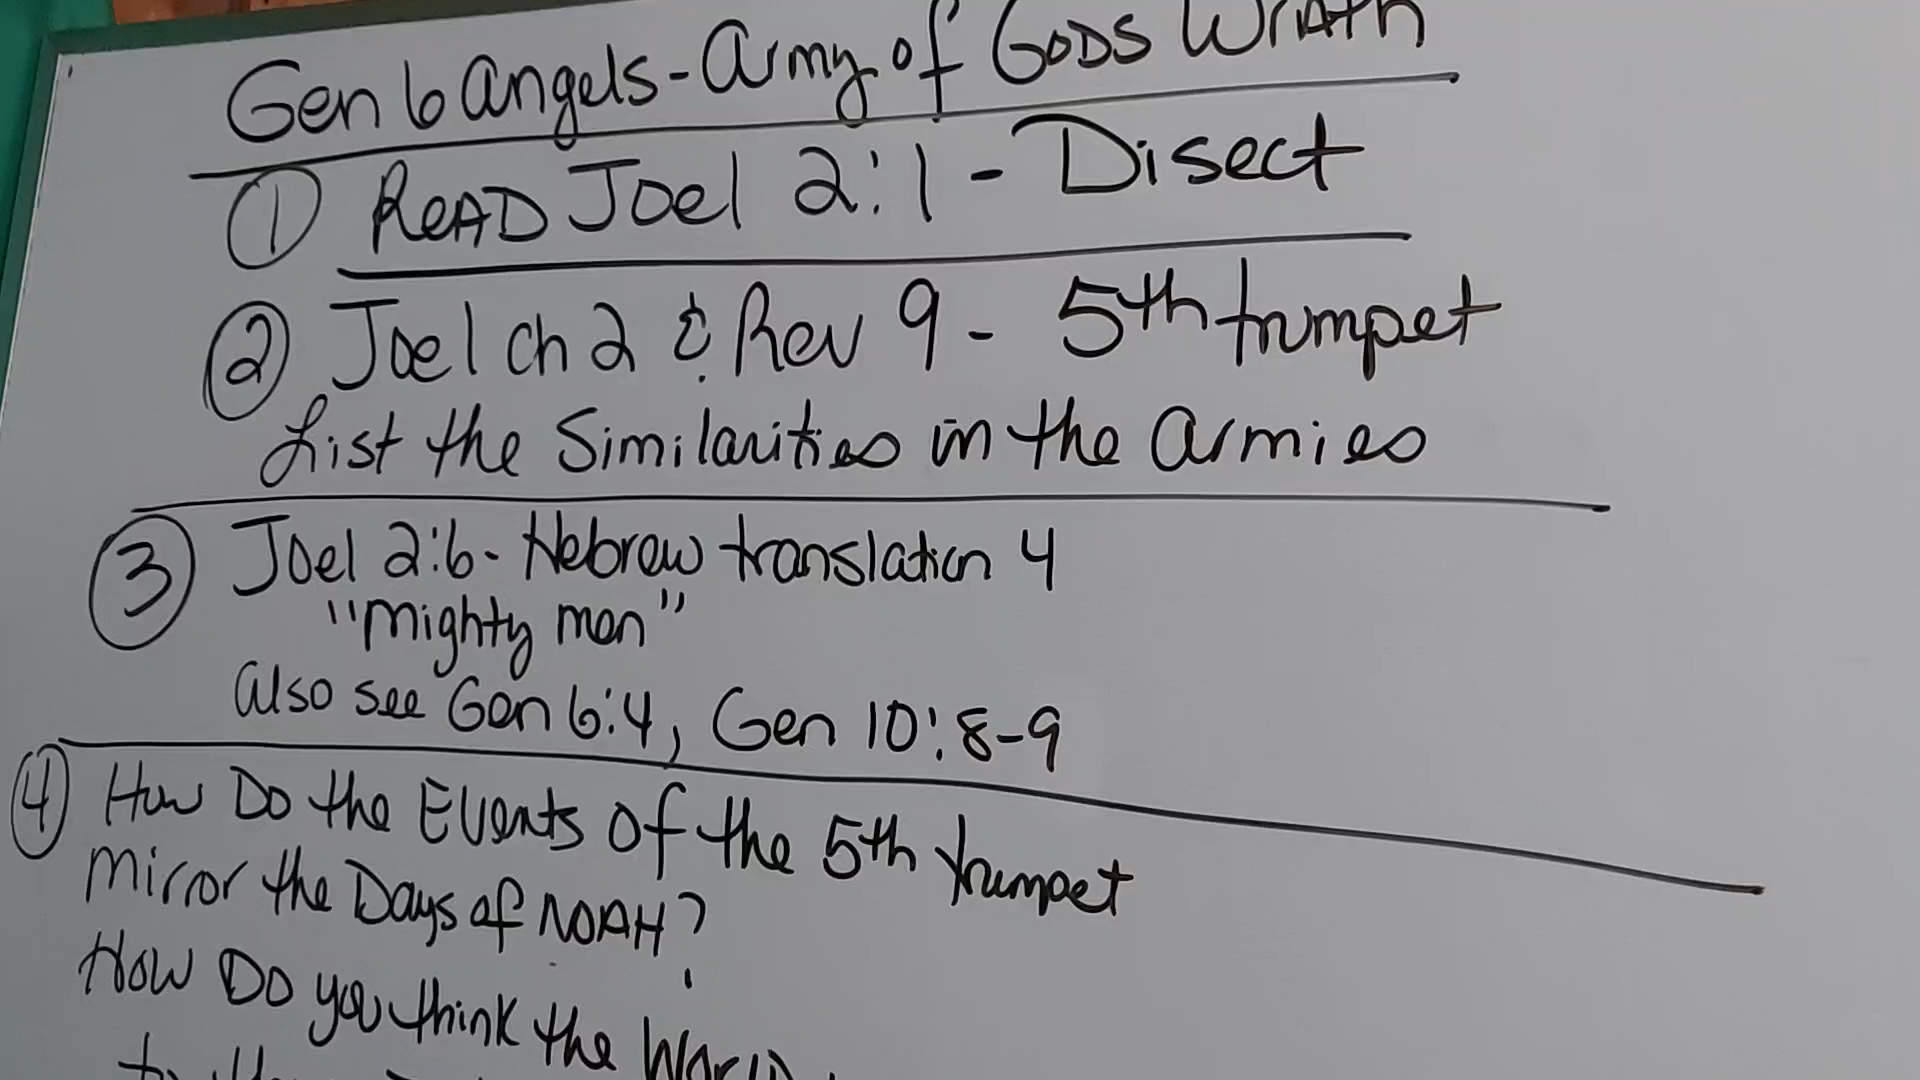 Gen 6 angels - army of GODS WrATh
① ReAD Joel 2:1 - Disect
② Joel ch 2 & Rev 9 - 5th trumpet
List the Similarities in the armies
③ Joel 2:6 - Hebrew translation 4
"mighty men"
also see Gen 6:4, Gen 10:8-9
④ How Do the Events Of the 5th trumpet
mirror the Days of NOAH?
How Do you think the World